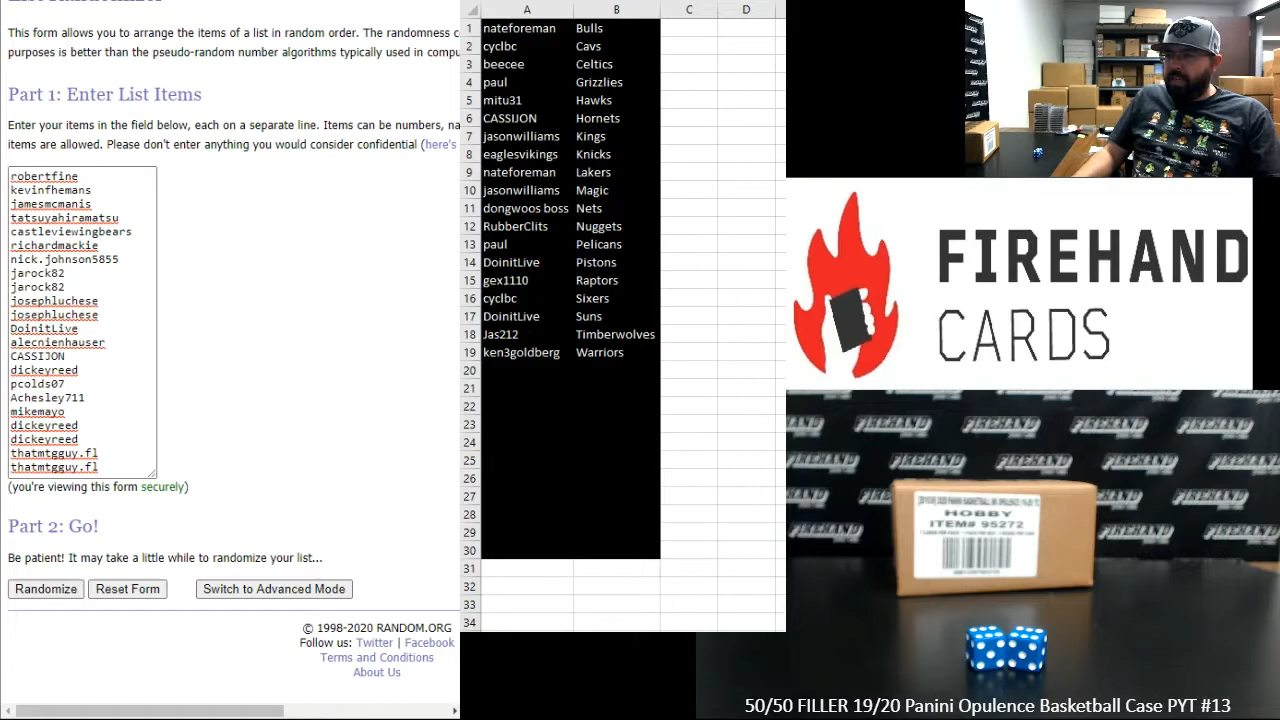 This form allows you to arrange the items of a list in random order. The randomness c
purposes is better than the pseudo-random number algorithms typically used in compu
Part 1: Enter List Items
Enter your items in the field below, each on a separate line. Items can be numbers, na
items are allowed. Please don't enter anything you would consider confidential (here's
robertfine
kevinfhemans
jamesmcmanis
tatsuyahiramatsu
castleviewingbears
richardmackie
nick.johnson5855
jarock82
jarock82
josephluchese
josephluchese
DoinitLive
alecnienhauser
CASSIJON
dickeyreed
pcolds07
Achesley711
mikemayo
dickeyreed
dickeyreed
thatmtgguy.fl
thatmtgguy.fl
(you're viewing this form securely)
Part 2: Go!
Be patient! It may take a little while to randomize your list...
Randomize Reset Form Switch to Advanced Mode
© 1998-2020 RANDOM.ORG
Follow us: Twitter | Facebook
Terms and Conditions
About Us
A B C D
1 nateforeman Bulls
2 cyclbc Cavs
3 beecee Celtics
4 paul Grizzlies
5 mitu31 Hawks
6 CASSIJON Hornets
7 jasonwilliams Kings
8 eaglesvikings Knicks
9 nateforeman Lakers
10 jasonwilliams Magic
11 dongwoos boss Nets
12 RubberClits Nuggets
13 paul Pelicans
14 DoinitLive Pistons
15 gex1110 Raptors
16 cyclbc Sixers
17 DoinitLive Suns
18 Jas212 Timberwolves
19 ken3goldberg Warriors
20
21
22
23
24
25
26
27
28
29
30
31
32
33
34
FIREHAND
CARDS
FIREHAND
FIREHAND
FIREHAND
FIREHAND
HOBBY
ITEM# 95272
50/50 FILLER 19/20 Panini Opulence Basketball Case PYT #13